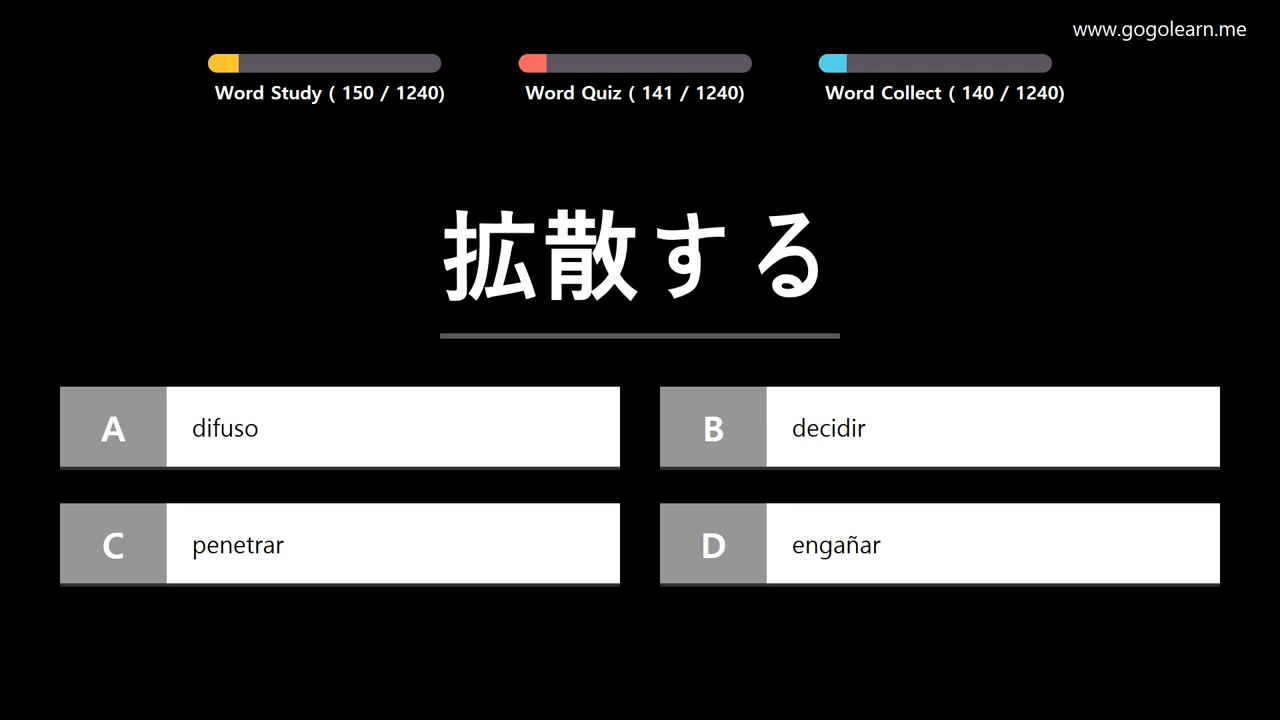 www.gogolearn.me
Word Study ( 150 / 1240)
Word Quiz ( 141 / 1240)
Word Collect ( 140 / 1240)
拡散する
A difuso
B decidir
C penetrar
D engañar